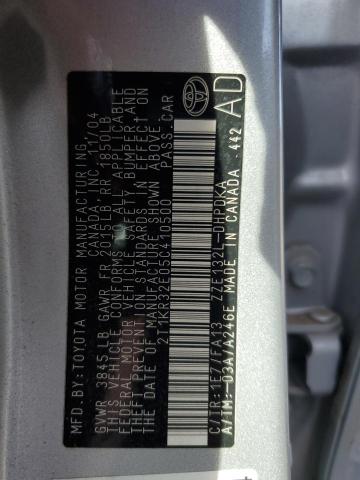 MFD.BY:TOYOTA MOTOR MANUFACTURING
CANADA, INC. 11/04
GVWR 3845LB GAWR FR 2015LB RR 1850LB
THIS VEHICLE CONFORMS TO ALL APPLICABLE
FEDERAL MOTOR VEHICLE SAFETY, BUMPER, AND
THEFT PREVENTION STANDARDS IN EFFECT ON
THE DATE OF MANUFACTURE SHOWN ABOVE.
2T1KR32E05C410500 PASS.CAR
C/TR:1E7/FA13 ZZE132L-DHPDKA
A/TM:-03A/A246E MADE IN CANADA 442
AD